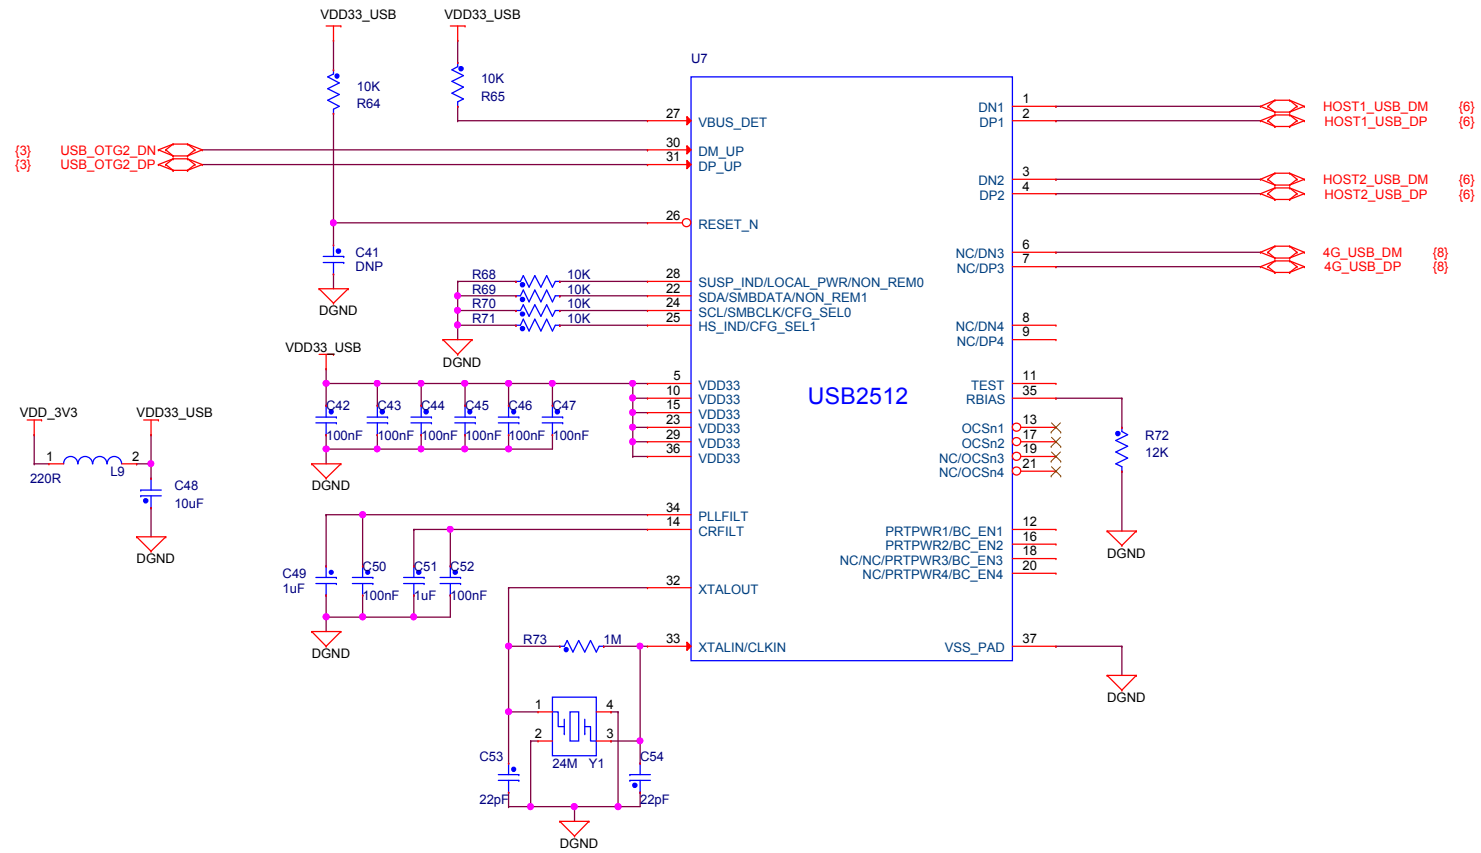 VDD33_USB
VDD33_USB
10K
R64
10K
R65
U7
27
VBUS_DET
{3} USB_OTG2_DN
30
DM_UP
{3} USB_OTG2_DP
31
DP_UP
26
RESET_N
C41
DNP
DGND
R68 10K
28
SUSP_IND/LOCAL_PWR/NON_REM0
R69 10K
22
SDA/SMBDATA/NON_REM1
R70 10K
24
SCL/SMBCLK/CFG_SEL0
R71 10K
25
HS_IND/CFG_SEL1
DGND
VDD33_USB
5
VDD33
10
VDD33
15
VDD33
23
VDD33
29
VDD33
36
VDD33
C42 C43 C44 C45 C46 C47
100nF 100nF 100nF 100nF 100nF 100nF
DGND
VDD_3V3
VDD33_USB
1 2
220R L9
C48
10uF
DGND
34
PLLFILT
14
CRFILT
C49
1uF
C50
100nF
C51
1uF
C52
100nF
DGND
32
XTALOUT
R73 1M
33
XTALIN/CLKIN
1 4
2 3
24M Y1
C53
22pF
C54
22pF
DGND
USB2512
DN1 1 HOST1_USB_DM {6}
DP1 2 HOST1_USB_DP {6}
DN2 3 HOST2_USB_DM {6}
DP2 4 HOST2_USB_DP {6}
NC/DN3 6 4G_USB_DM {8}
NC/DP3 7 4G_USB_DP {8}
NC/DN4 8
NC/DP4 9
TEST 11
RBIAS 35
OCSn1 13
OCSn2 17
NC/OCSn3 19
NC/OCSn4 21
R72
12K
DGND
PRTPWR1/BC_EN1 12
PRTPWR2/BC_EN2 16
NC/NC/PRTPWR3/BC_EN3 18
NC/PRTPWR4/BC_EN4 20
VSS_PAD 37
DGND